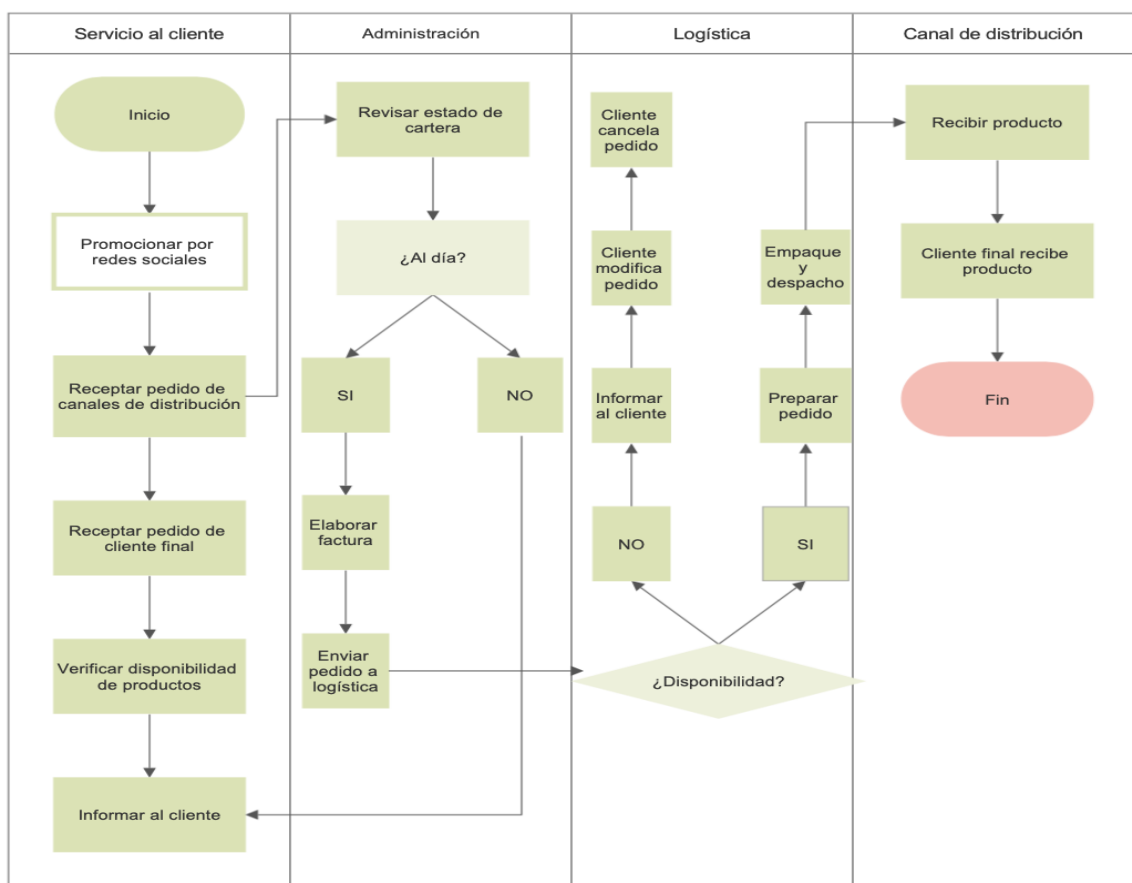 Servicio al cliente
Administración
Logística
Canal de distribución
Inicio
Promocionar por
redes sociales
Receptar pedido de
canales de distribución
Receptar pedido de
cliente final
Verificar disponibilidad
de productos
Informar al cliente
Revisar estado de
cartera
¿Al día?
SI
NO
Elaborar
factura
Enviar
pedido a
logística
Cliente
cancela
pedido
Cliente
modifica
pedido
Informar
al cliente
NO
Empaque
y
despacho
Preparar
pedido
SI
¿Disponibilidad?
Recibir producto
Cliente final recibe
producto
Fin